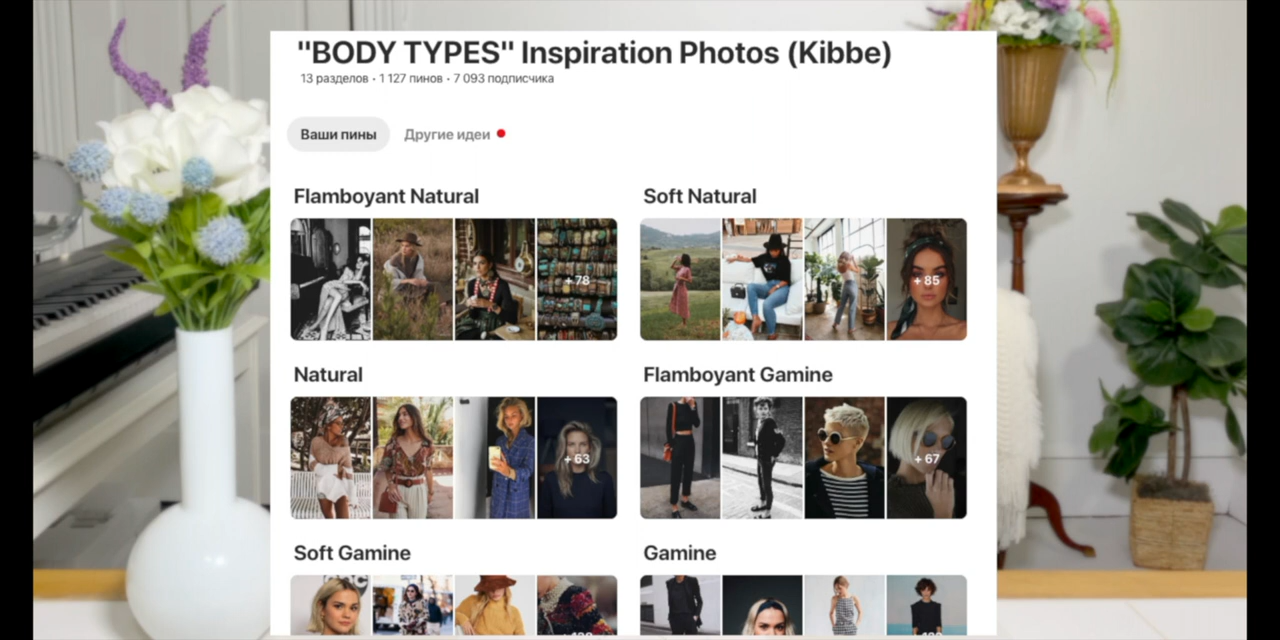 "BODY TYPES" Inspiration Photos (Kibbe)
13 разделов · 1 127 пинов · 7 093 подписчика
Ваши пины Другие идеи
Flamboyant Natural
Soft Natural
+78
+ 85
Natural
Flamboyant Gamine
+ 63
+ 67
Soft Gamine
Gamine